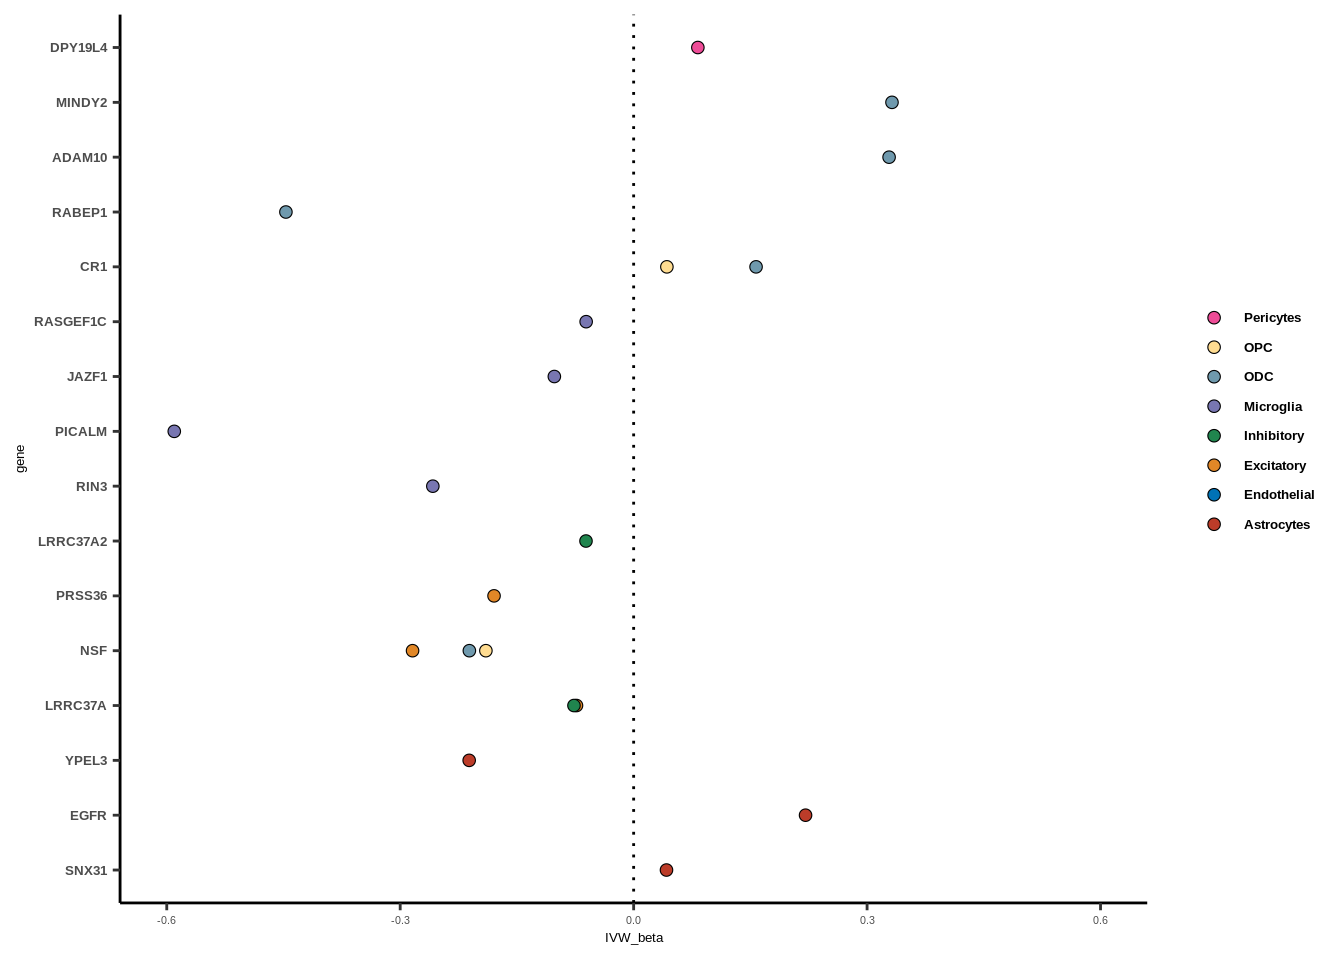 DPY19L4
MINDY2
ADAM10
RABEP1
CR1
RASGEF1C
JAZF1
PICALM
RIN3
LRRC37A2
PRSS36
NSF
LRRC37A
YPEL3
EGFR
SNX31
gene
-0.6
-0.3
0.0
0.3
0.6
IVW_beta
Pericytes
OPC
ODC
Microglia
Inhibitory
Excitatory
Endothelial
Astrocytes